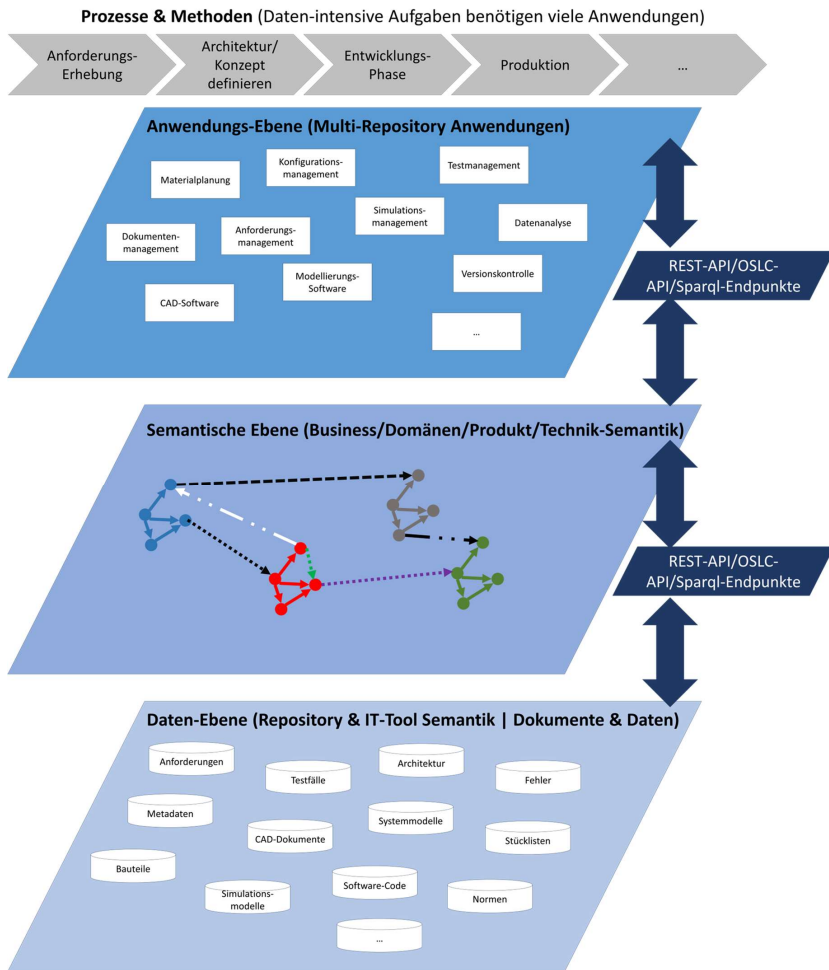 Prozesse & Methoden (Daten-intensive Aufgaben benötigen viele Anwendungen)
Anforderungs-
Erhebung
Architektur/
Konzept
definieren
Entwicklungs-
Phase
Produktion
...
Anwendungs-Ebene (Multi-Repository Anwendungen)
Materialplanung
Konfigurations-
management
Testmanagement
Dokumenten-
management
Anforderungs-
management
Simulations-
management
Datenanalyse
CAD-Software
Modellierungs-
Software
Versionskontrolle
...
REST-API/OSLC-
API/Sparql-Endpunkte
Semantische Ebene (Business/Domänen/Produkt/Technik-Semantik)
REST-API/OSLC-
API/Sparql-Endpunkte
Daten-Ebene (Repository & IT-Tool Semantik | Dokumente & Daten)
Anforderungen
Testfälle
Architektur
Fehler
Metadaten
CAD-Dokumente
Systemmodelle
Stücklisten
Bauteile
Simulations-
modelle
Software-Code
Normen
...